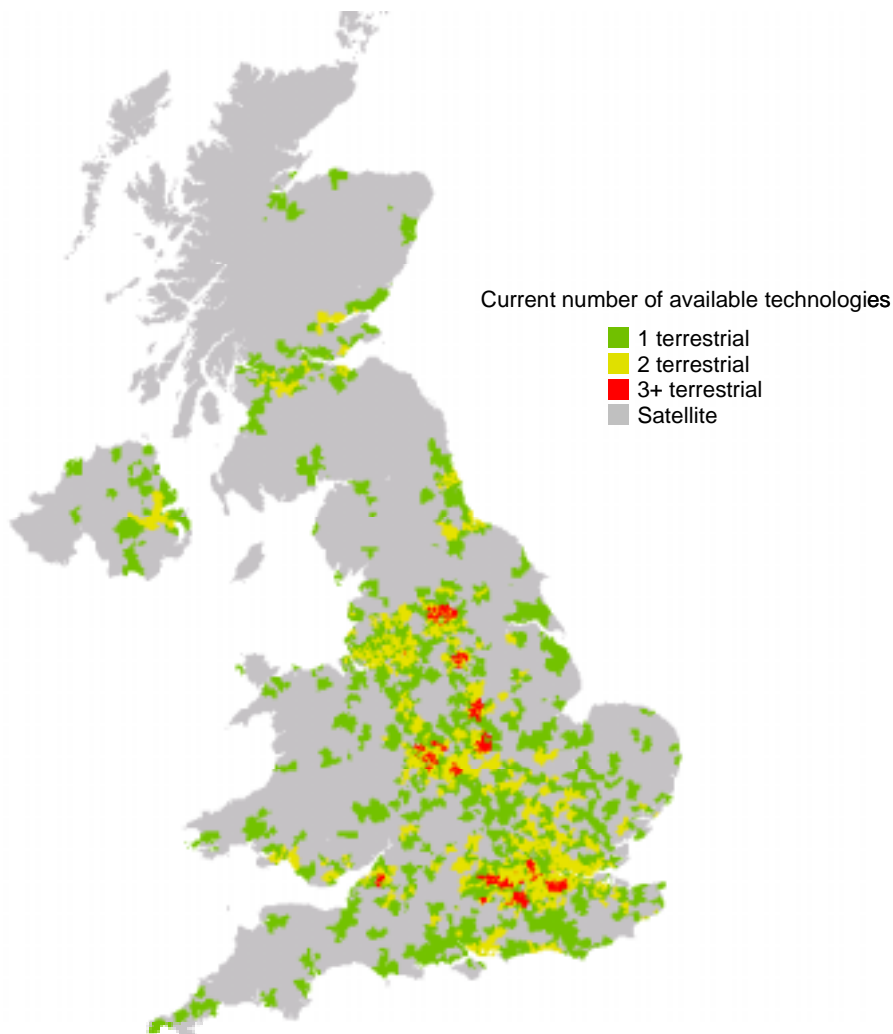 Current number of available technologies
1 terrestrial
2 terrestrial
3+ terrestrial
Satellite